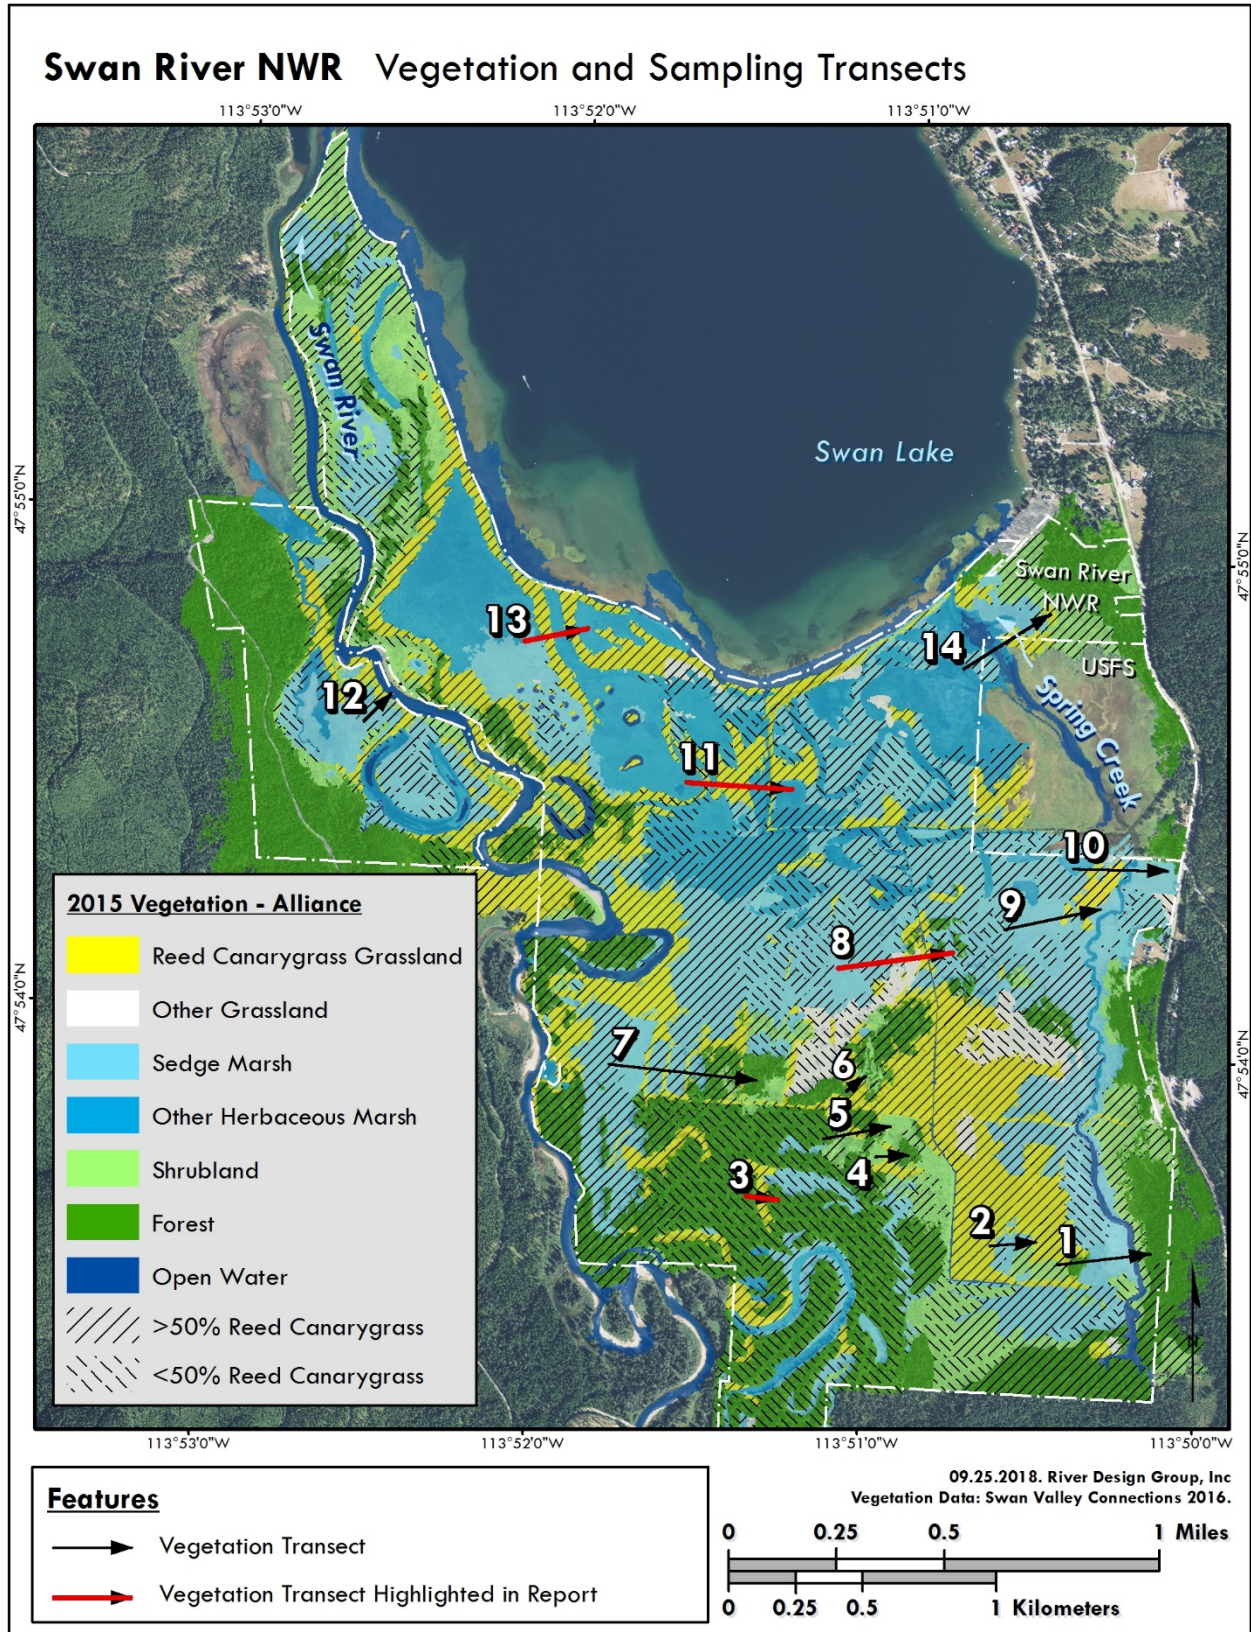 Swan River NWR Vegetation and Sampling Transects
113°53'0"W 113°52'0"W 113°51'0"W
47°55'0"N
47°54'0"N
47°55'0"N
47°54'0"N
Swan River
Swan Lake
Swan River
NWR
USFS
Spring Creek
13
14
12
11
10
9
8
7
6
5
4
3
2
1
N
2015 Vegetation - Alliance
Reed Canarygrass Grassland
Other Grassland
Sedge Marsh
Other Herbaceous Marsh
Shrubland
Forest
Open Water
>50% Reed Canarygrass
<50% Reed Canarygrass
113°53'0"W 113°52'0"W 113°51'0"W 113°50'0"W
Features
Vegetation Transect
Vegetation Transect Highlighted in Report
09.25.2018. River Design Group, Inc
Vegetation Data: Swan Valley Connections 2016.
0 0.25 0.5 1 Miles
0 0.25 0.5 1 Kilometers